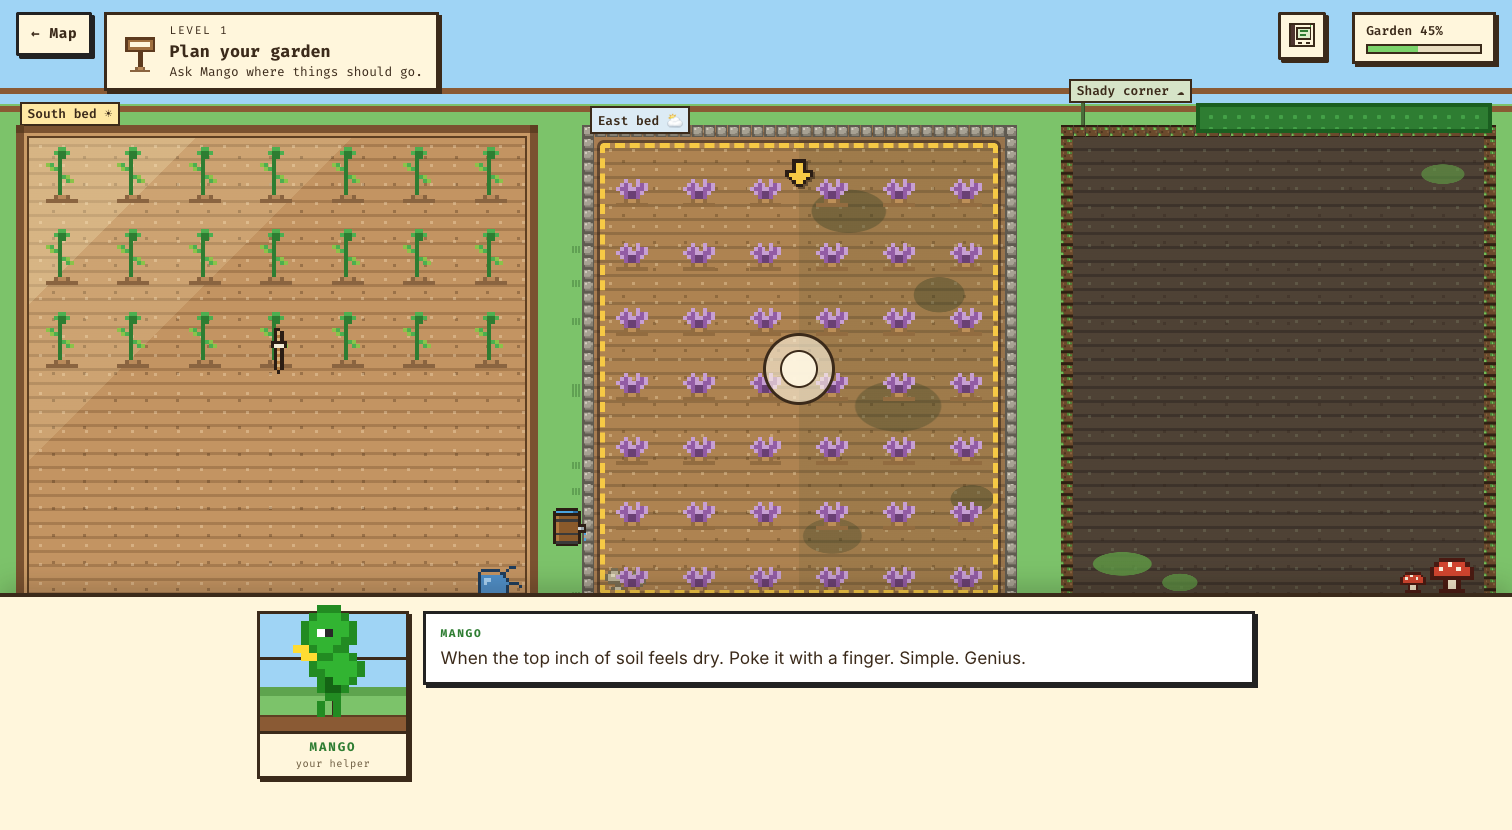 ← Map
LEVEL 1
Plan your garden
Ask Mango where things should go.
Garden 45%
Shady corner ☁
South bed ☀
East bed ⛅
MANGO
When the top inch of soil feels dry. Poke it with a finger. Simple. Genius.
MANGO
your helper